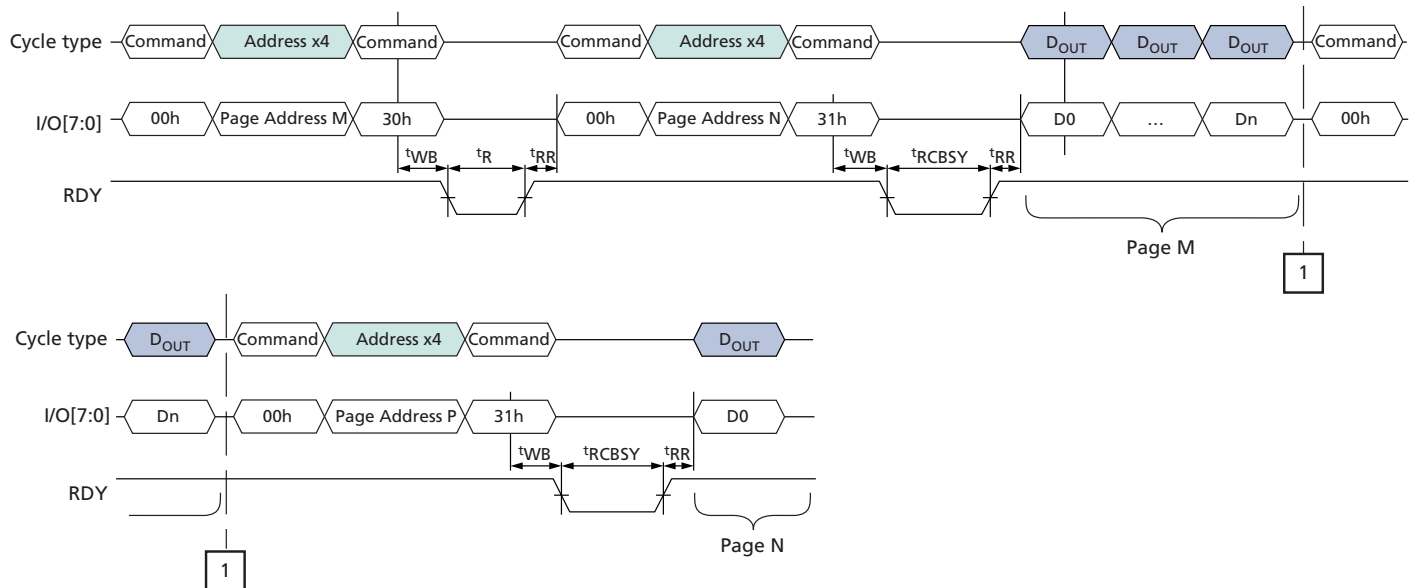 Cycle type Command Address x4 Command Command Address x4 Command DOUT DOUT DOUT Command
I/O[7:0] 00h Page Address M 30h 00h Page Address N 31h D0 … Dn 00h
tWB tR tRR tWB tRCBSY tRR
RDY
Page M
1
Cycle type DOUT Command Address x4 Command DOUT
I/O[7:0] Dn 00h Page Address P 31h D0
tWB tRCBSY tRR
RDY
Page N
1